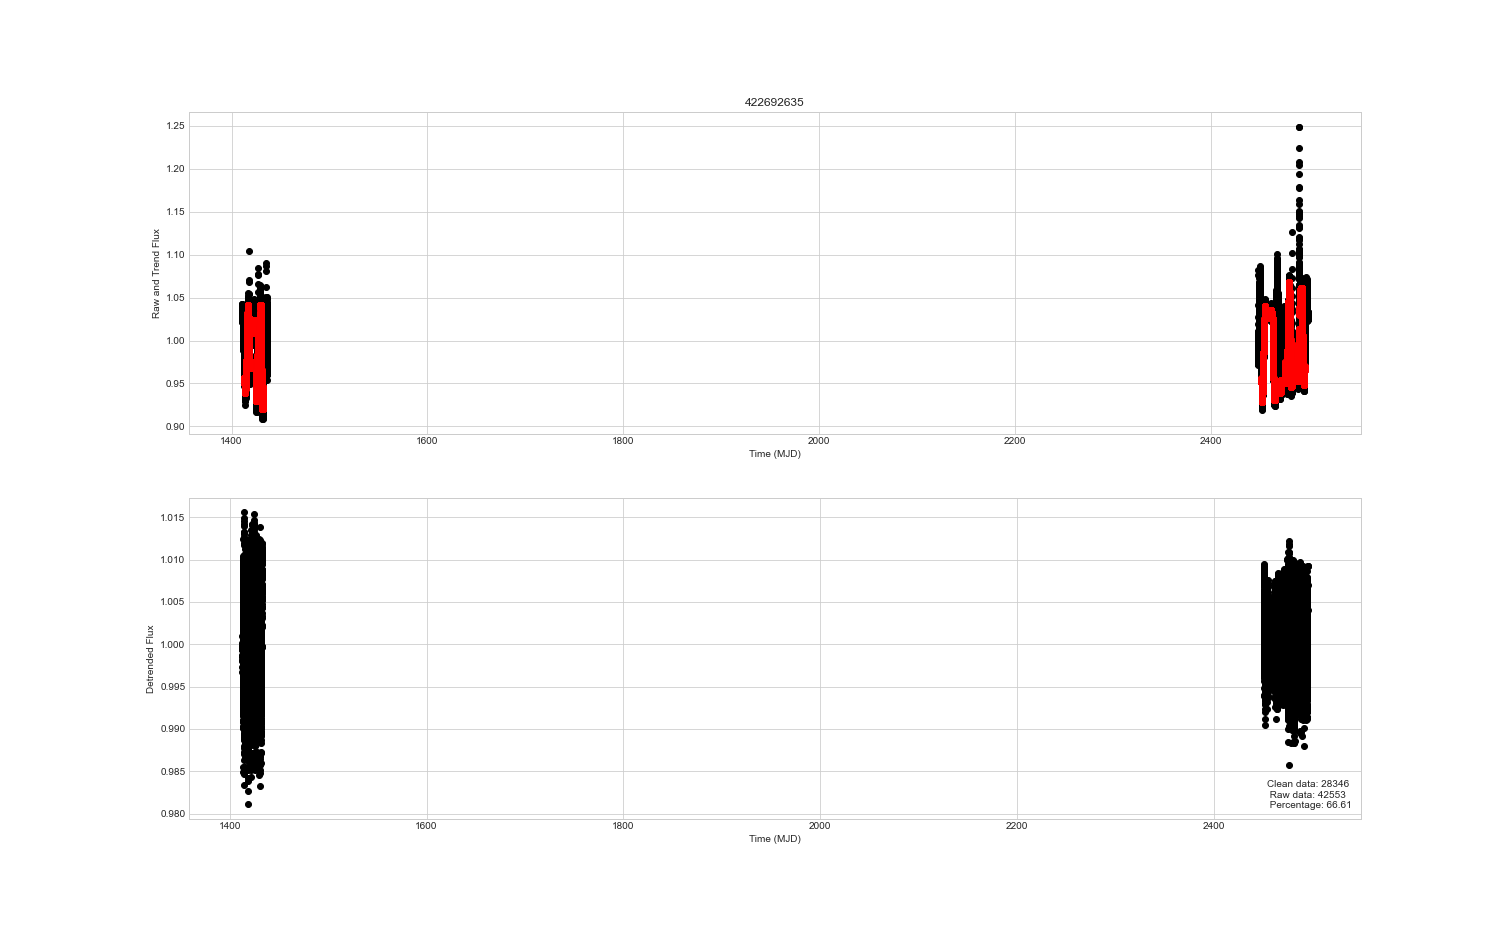 422692635
1.25
1.20
1.15
1.10
1.05
1.00
0.95
0.90
Raw and Trend Flux
1400 1600 1800 2000 2200 2400
Time (MJD)
1.015
1.010
1.005
1.000
0.995
0.990
0.985
0.980
Detrended Flux
Clean data: 28346
Raw data: 42553
Percentage: 66.61
1400 1600 1800 2000 2200 2400
Time (MJD)